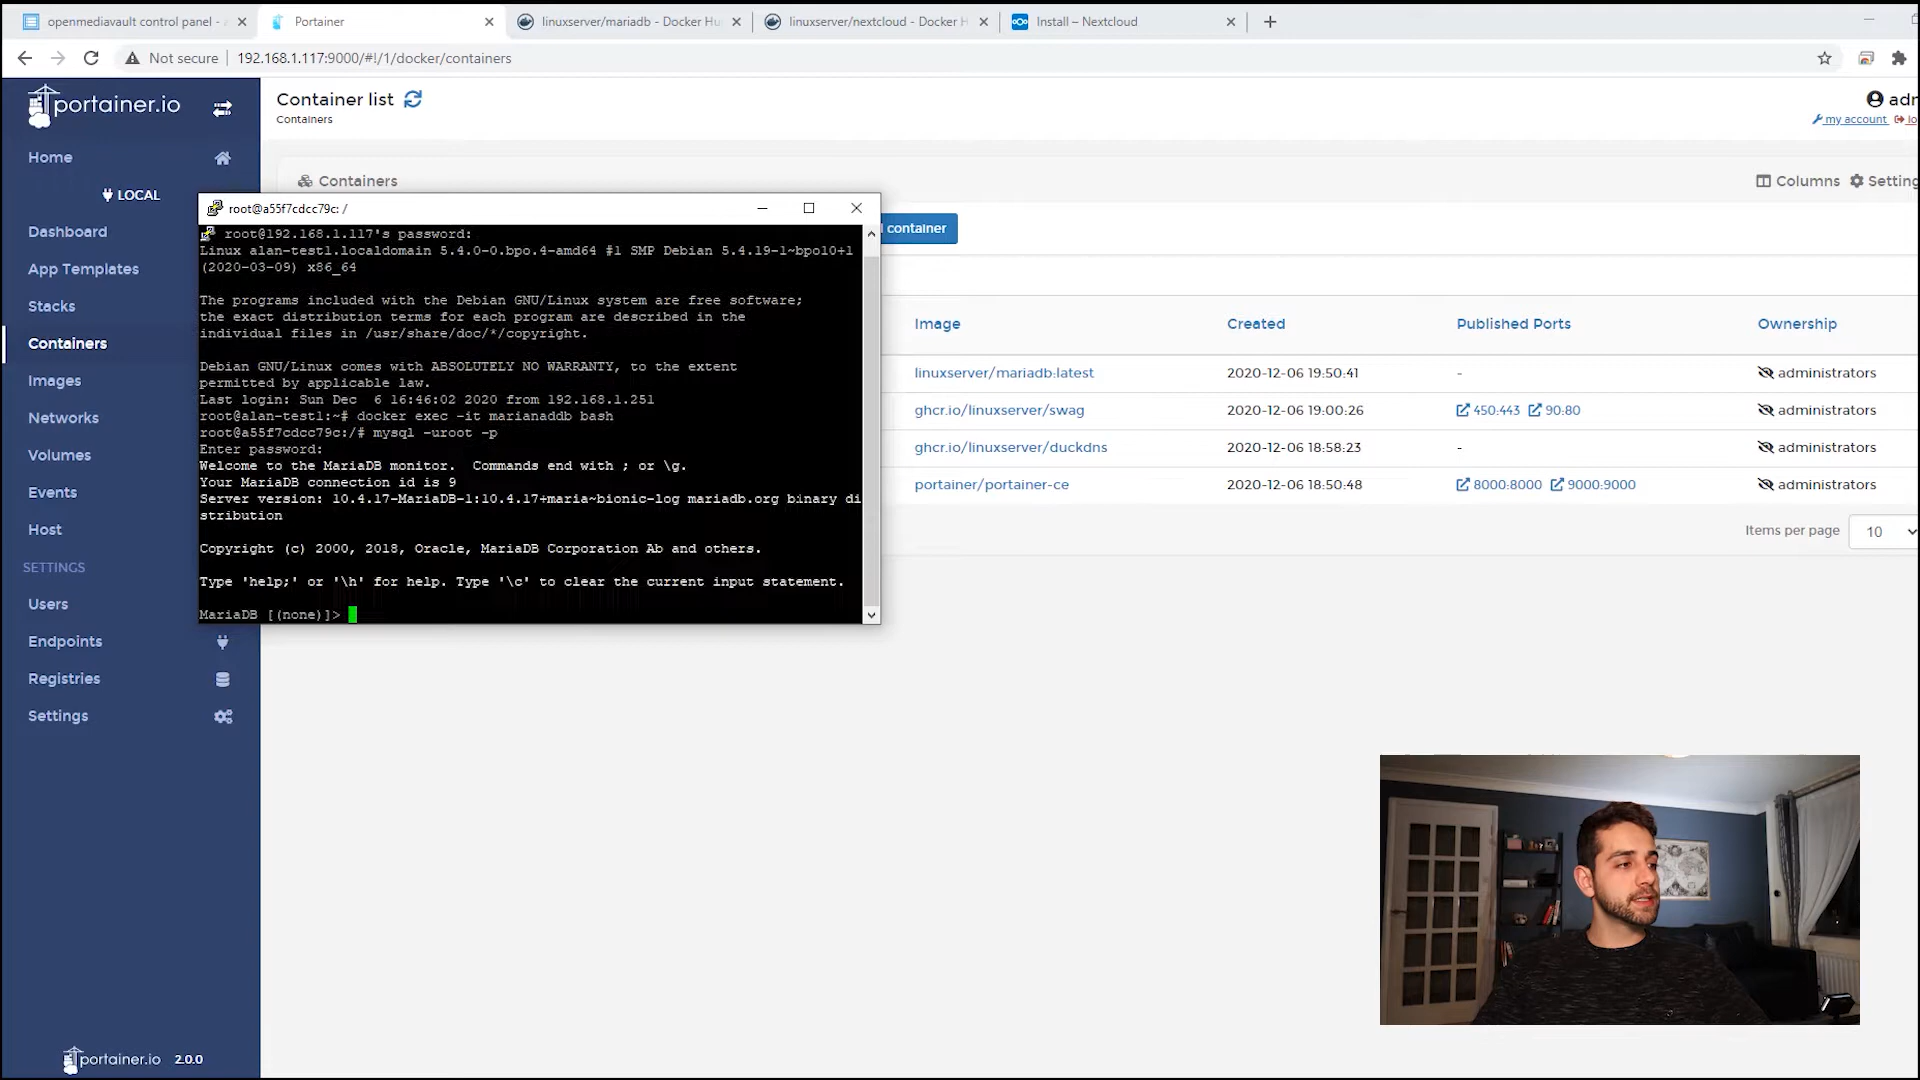 openmediavault control panel -
Portainer
linuxserver/mariadb - Docker Hu
linuxserver/nextcloud - Docker H
Install – Nextcloud
Not secure
192.168.1.117:9000/#!/1/docker/containers
portainer.io
Home
LOCAL
Dashboard
App Templates
Stacks
Containers
Images
Networks
Volumes
Events
Host
SETTINGS
Users
Endpoints
Registries
Settings
portainer.io 2.0.0
Container list
Containers
adm
my account
lo
Containers
Columns
Setting
container
Image
Created
Published Ports
Ownership
linuxserver/mariadb:latest
2020-12-06 19:50:41
-
administrators
ghcr.io/linuxserver/swag
2020-12-06 19:00:26
450:443 90:80
administrators
ghcr.io/linuxserver/duckdns
2020-12-06 18:58:23
-
administrators
portainer/portainer-ce
2020-12-06 18:50:48
8000:8000 9000:9000
administrators
Items per page
10
root@a55f7cdcc79c: /
root@192.168.1.117's password:
Linux alan-test1.localdomain 5.4.0-0.bpo.4-amd64 #1 SMP Debian 5.4.19-1~bpo10+1
(2020-03-09) x86_64
The programs included with the Debian GNU/Linux system are free software;
the exact distribution terms for each program are described in the
individual files in /usr/share/doc/*/copyright.
Debian GNU/Linux comes with ABSOLUTELY NO WARRANTY, to the extent
permitted by applicable law.
Last login: Sun Dec  6 16:46:02 2020 from 192.168.1.251
root@alan-test1:~# docker exec -it marianaddb bash
root@a55f7cdcc79c:/# mysql -uroot -p
Enter password:
Welcome to the MariaDB monitor.  Commands end with ; or \g.
Your MariaDB connection id is 9
Server version: 10.4.17-MariaDB-1:10.4.17+maria~bionic-log mariadb.org binary di
stribution
Copyright (c) 2000, 2018, Oracle, MariaDB Corporation Ab and others.
Type 'help;' or '\h' for help. Type '\c' to clear the current input statement.
MariaDB [(none)]>